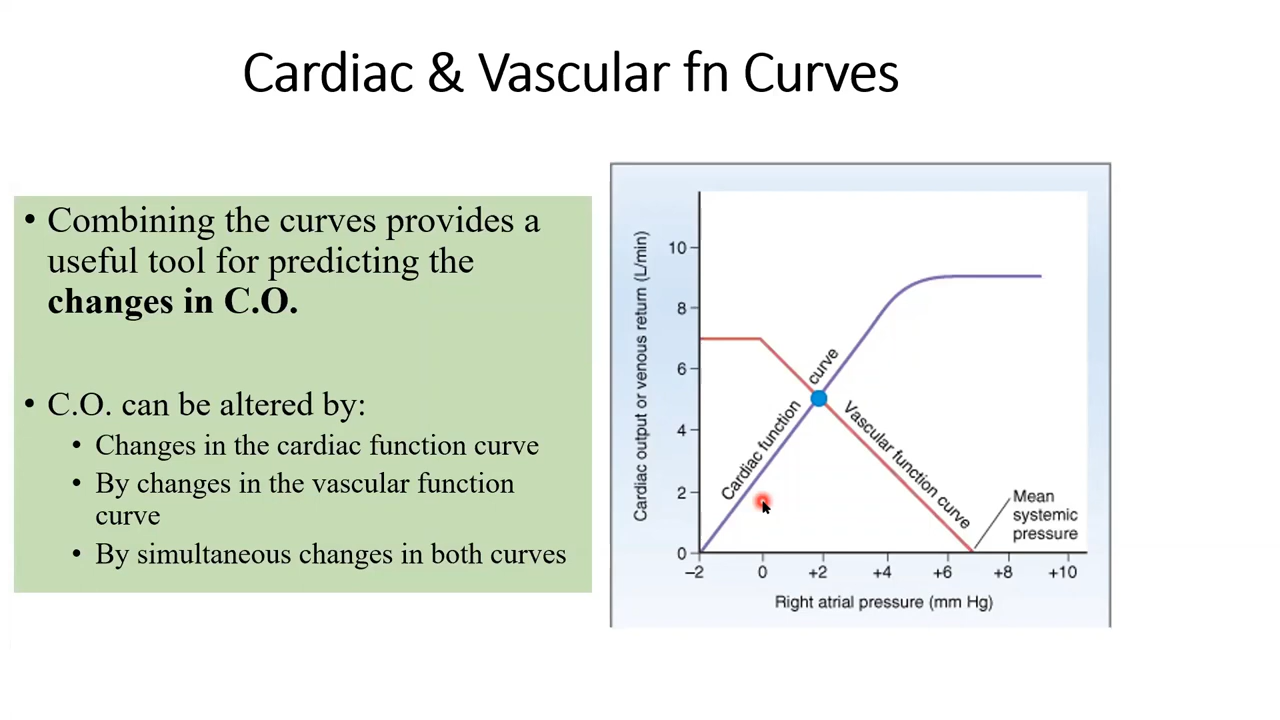 Cardiac & Vascular fn Curves
• Combining the curves provides a
useful tool for predicting the
changes in C.O.
• C.O. can be altered by:
• Changes in the cardiac function curve
• By changes in the vascular function
curve
• By simultaneous changes in both curves
Cardiac output or venous return (L/min)
10
8
6
4
2
0
Cardiac function curve
Vascular function curve
Mean
systemic
pressure
–2 0 +2 +4 +6 +8 +10
Right atrial pressure (mm Hg)